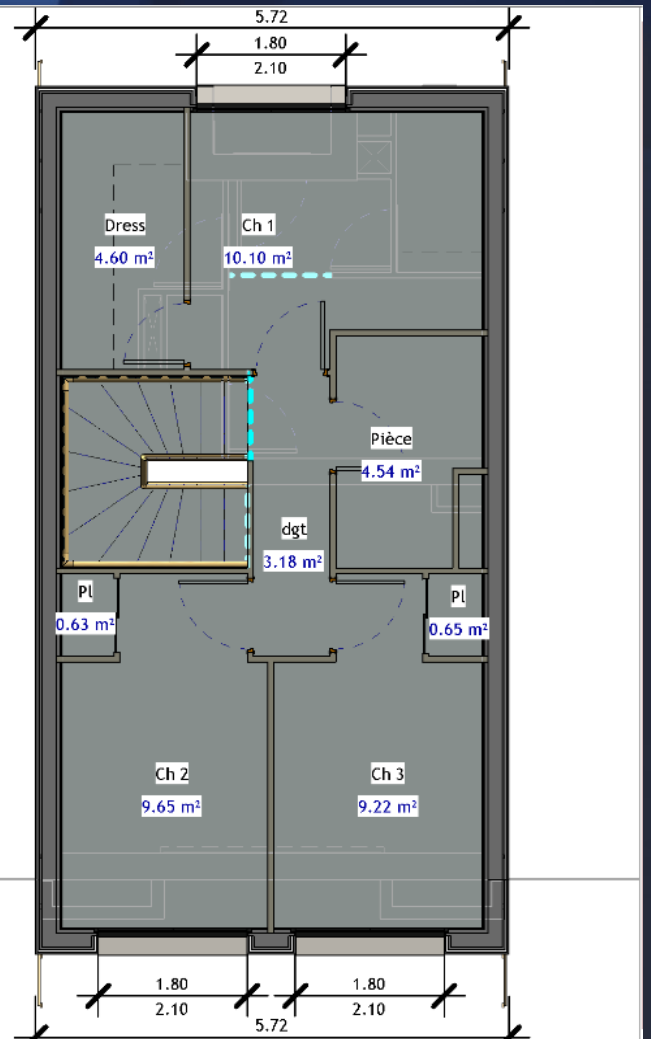 5.72
1.80
2.10
Dress
4.60 m²
Ch 1
10.10 m²
Pièce
4.54 m²
dgt
3.18 m²
Pl
0.63 m²
Pl
0.65 m²
Ch 2
9.65 m²
Ch 3
9.22 m²
1.80
2.10
1.80
2.10
5.72